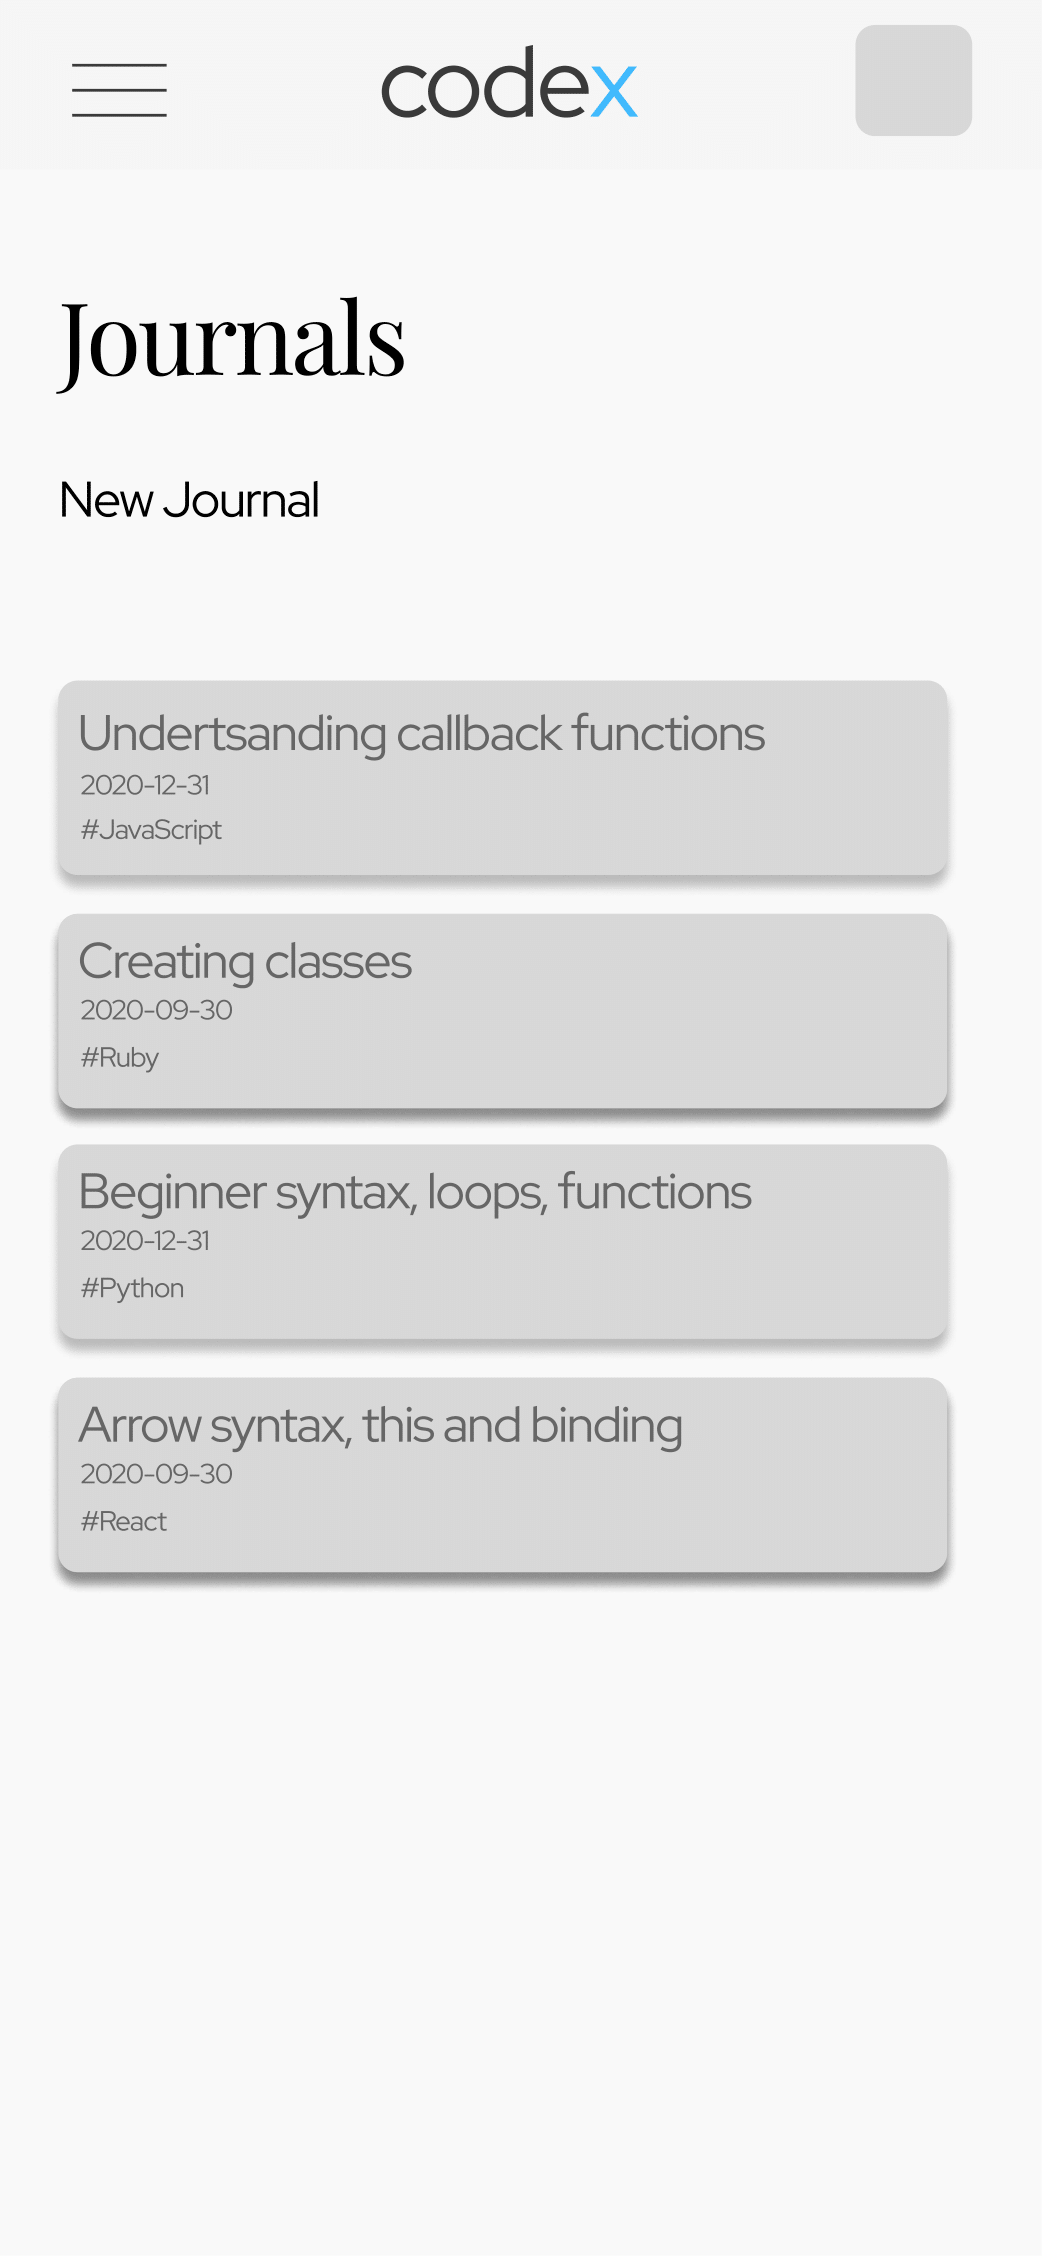 codex
Journals
New Journal
Undertsanding callback functions
2020-12-31
#JavaScript
Creating classes
2020-09-30
#Ruby
Beginner syntax, loops, functions
2020-12-31
#Python
Arrow syntax, this and binding
2020-09-30
#React